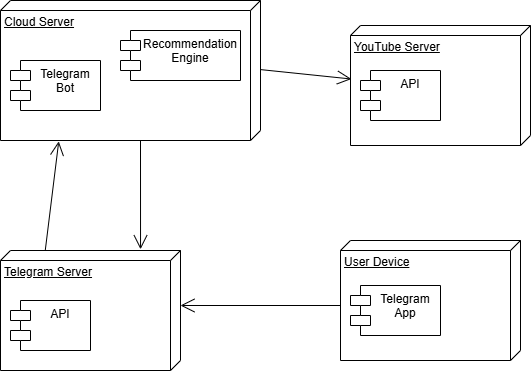 Cloud Server
Telegram
Bot
Recommendation
Engine
YouTube Server
API
Telegram Server
API
User Device
Telegram
App